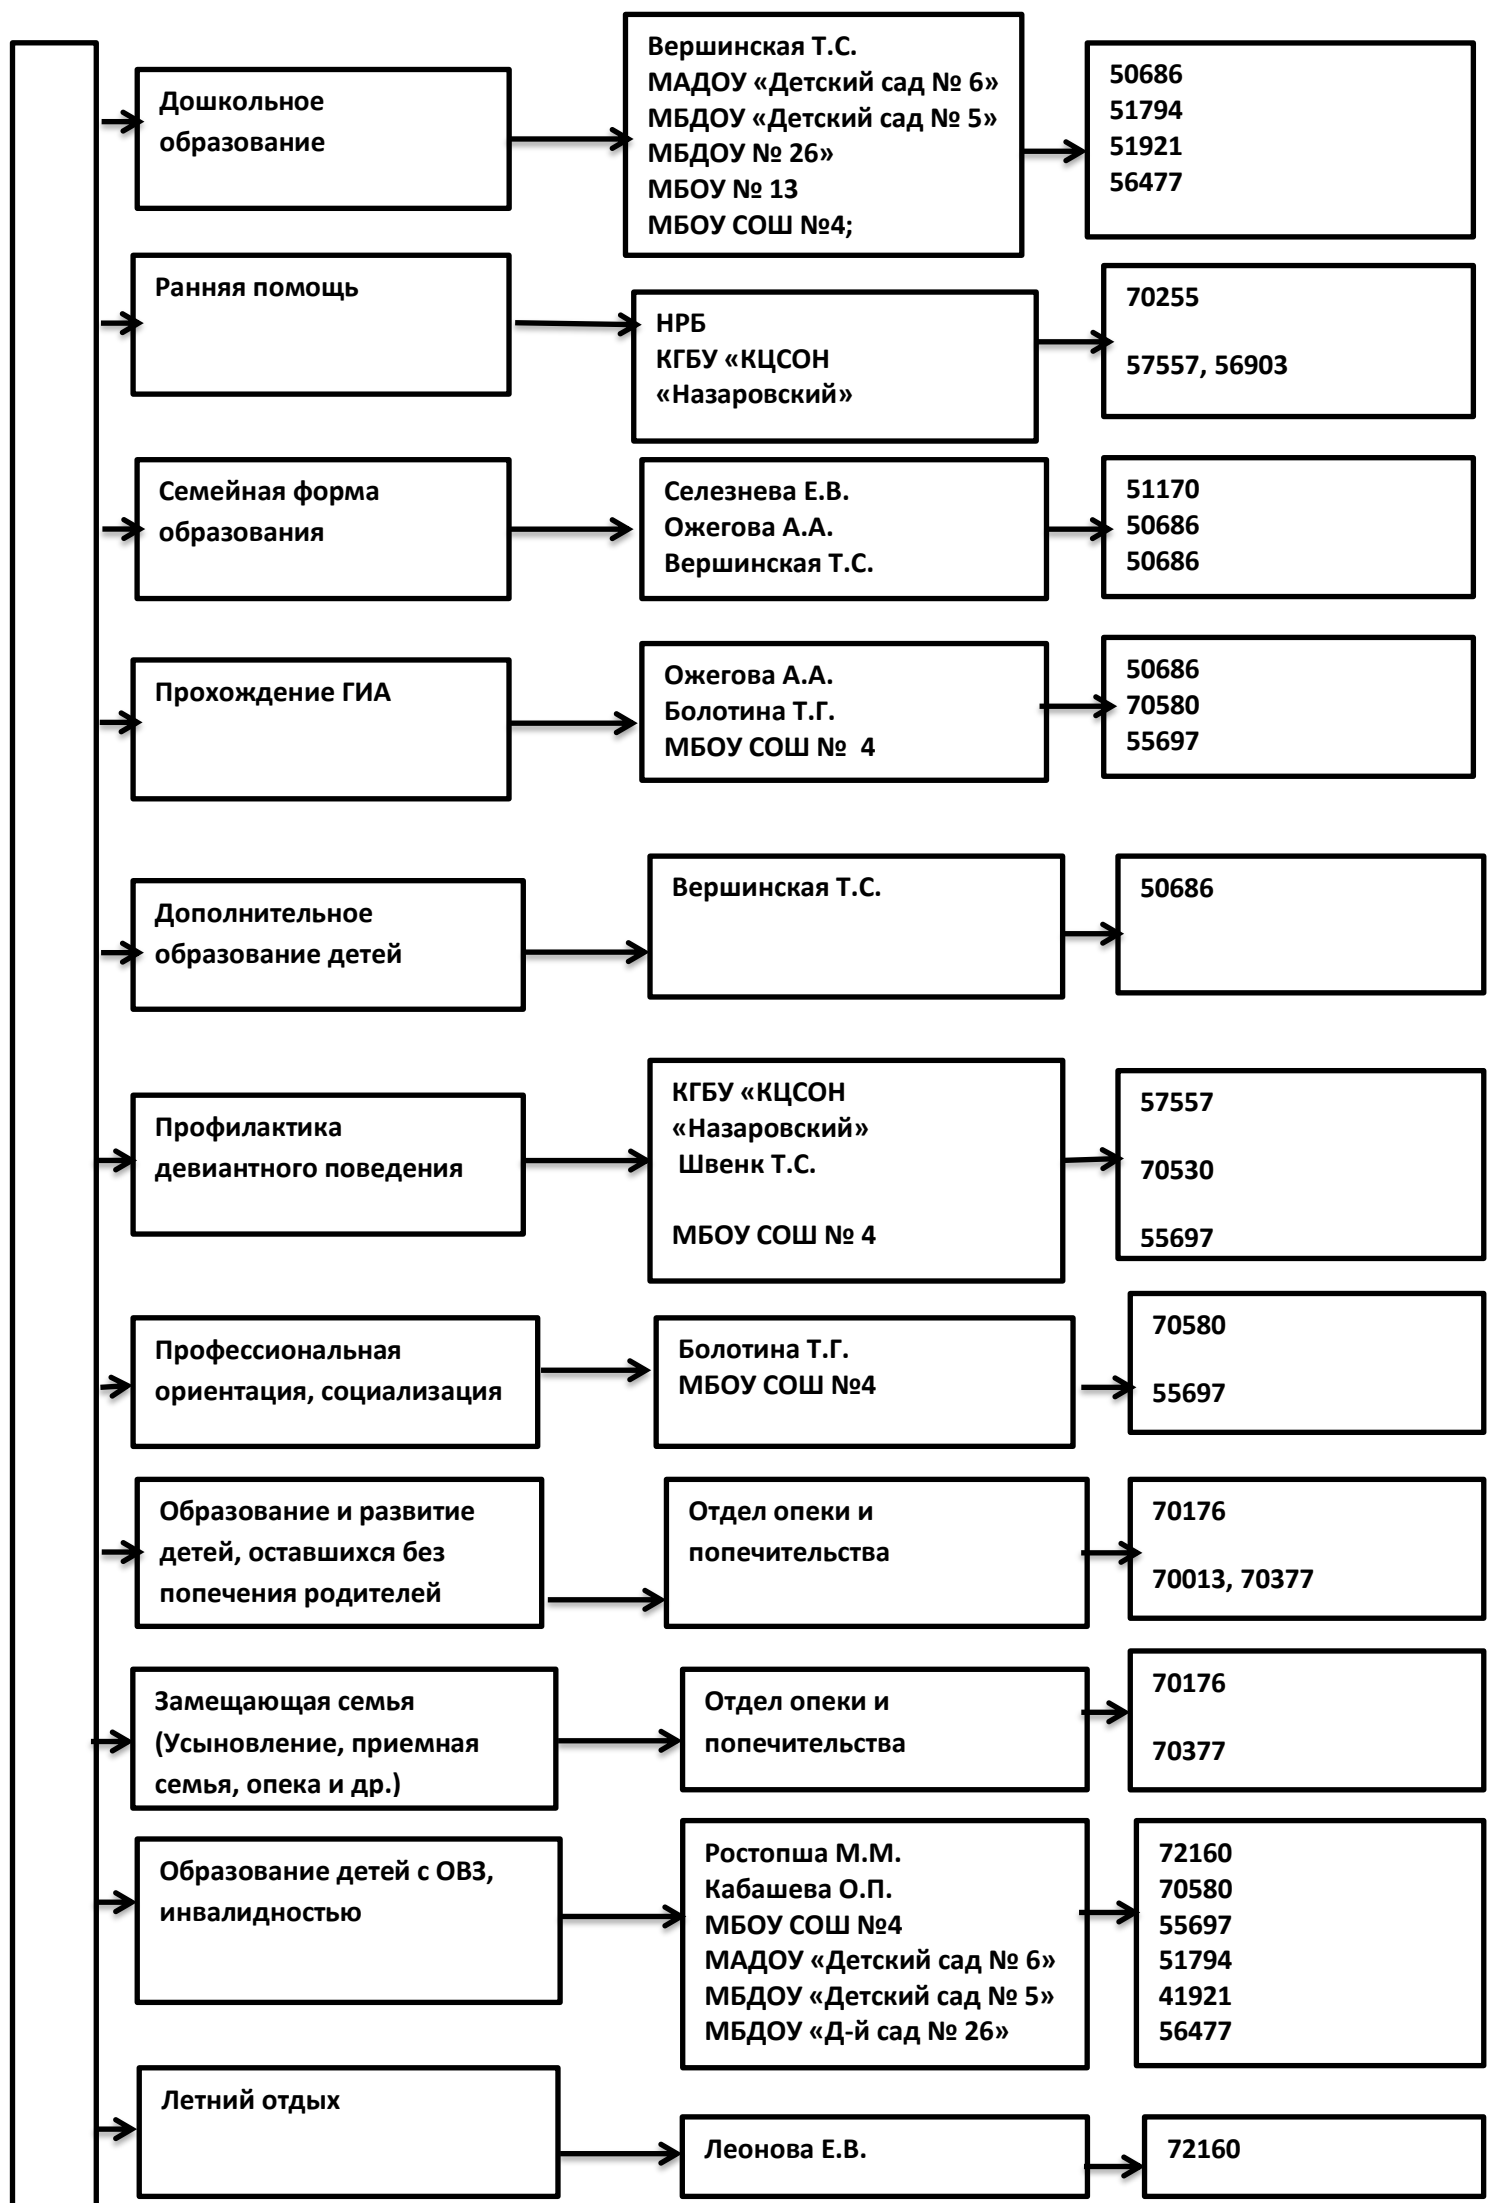 Дошкольное
образование
Вершинская Т.С.
МАДОУ «Детский сад № 6»
МБДОУ «Детский сад № 5»
МБДОУ № 26»
МБОУ № 13
МБОУ СОШ №4;
50686
51794
51921
56477
Ранняя помощь
НРБ
КГБУ «КЦСОН
«Назаровский»
70255
57557, 56903
Семейная форма
образования
Селезнева Е.В.
Ожегова А.А.
Вершинская Т.С.
51170
50686
50686
Прохождение ГИА
Ожегова А.А.
Болотина Т.Г.
МБОУ СОШ №  4
50686
70580
55697
Дополнительное
образование детей
Вершинская Т.С.
50686
Профилактика
девиантного поведения
КГБУ «КЦСОН
«Назаровский»
Швенк Т.С.
МБОУ СОШ № 4
57557
70530
55697
Профессиональная
ориентация, социализация
Болотина Т.Г.
МБОУ СОШ №4
70580
55697
Образование и развитие
детей, оставшихся без
попечения родителей
Отдел опеки и
попечительства
70176
70013, 70377
Замещающая семья
(Усыновление, приемная
семья, опека и др.)
Отдел опеки и
попечительства
70176
70377
Образование детей с ОВЗ,
инвалидностью
Ростопша М.М.
Кабашева О.П.
МБОУ СОШ №4
МАДОУ «Детский сад № 6»
МБДОУ «Детский сад № 5»
МБДОУ «Д-й сад № 26»
72160
70580
55697
51794
41921
56477
Летний отдых
Леонова Е.В.
72160